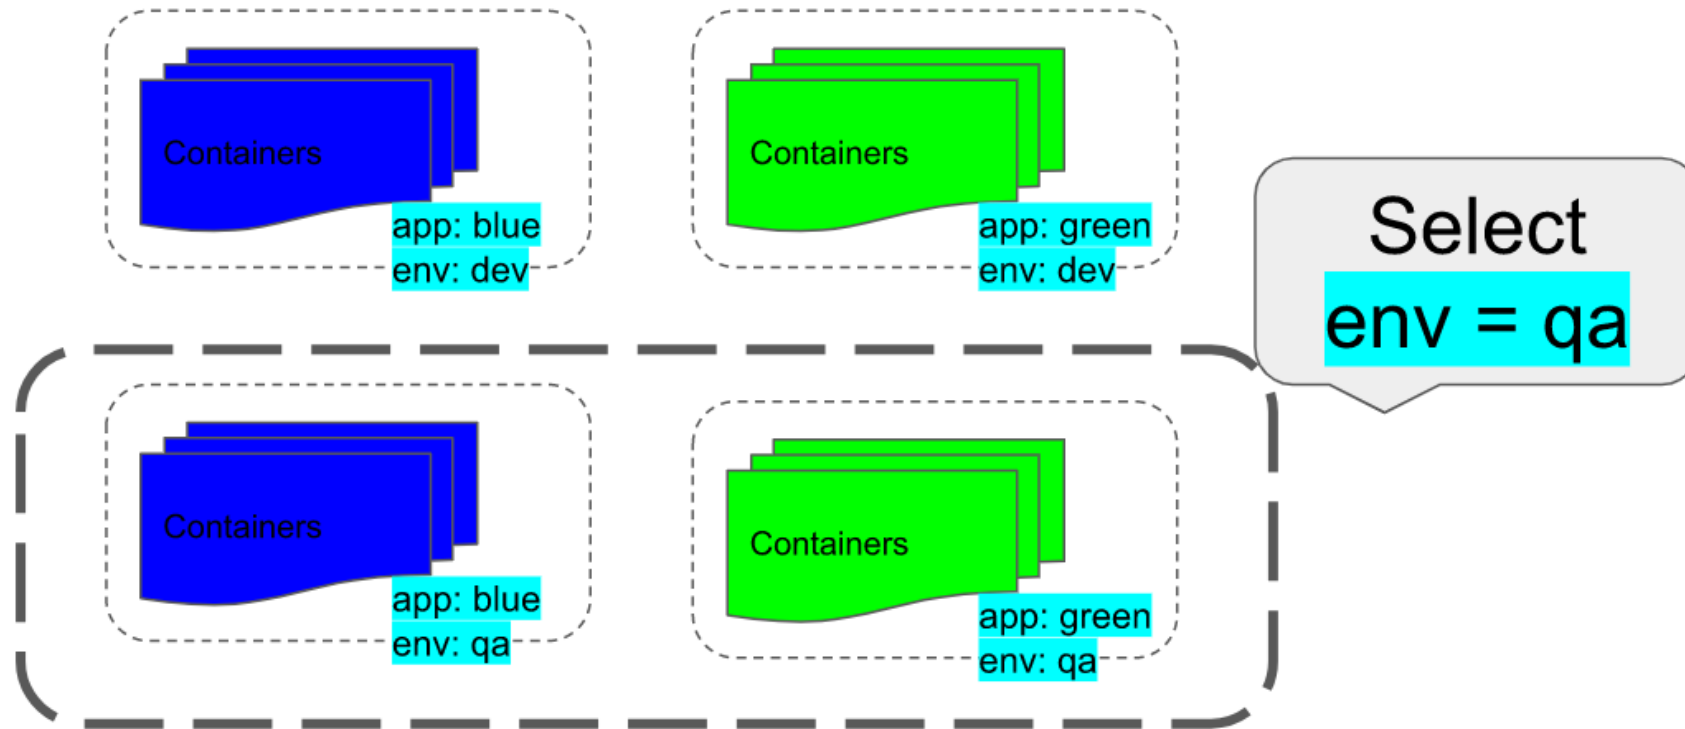 Containers
app: blue
env: dev
Containers
app: green
env: dev
Select
env = qa
Containers
app: blue
env: qa
Containers
app: green
env: qa